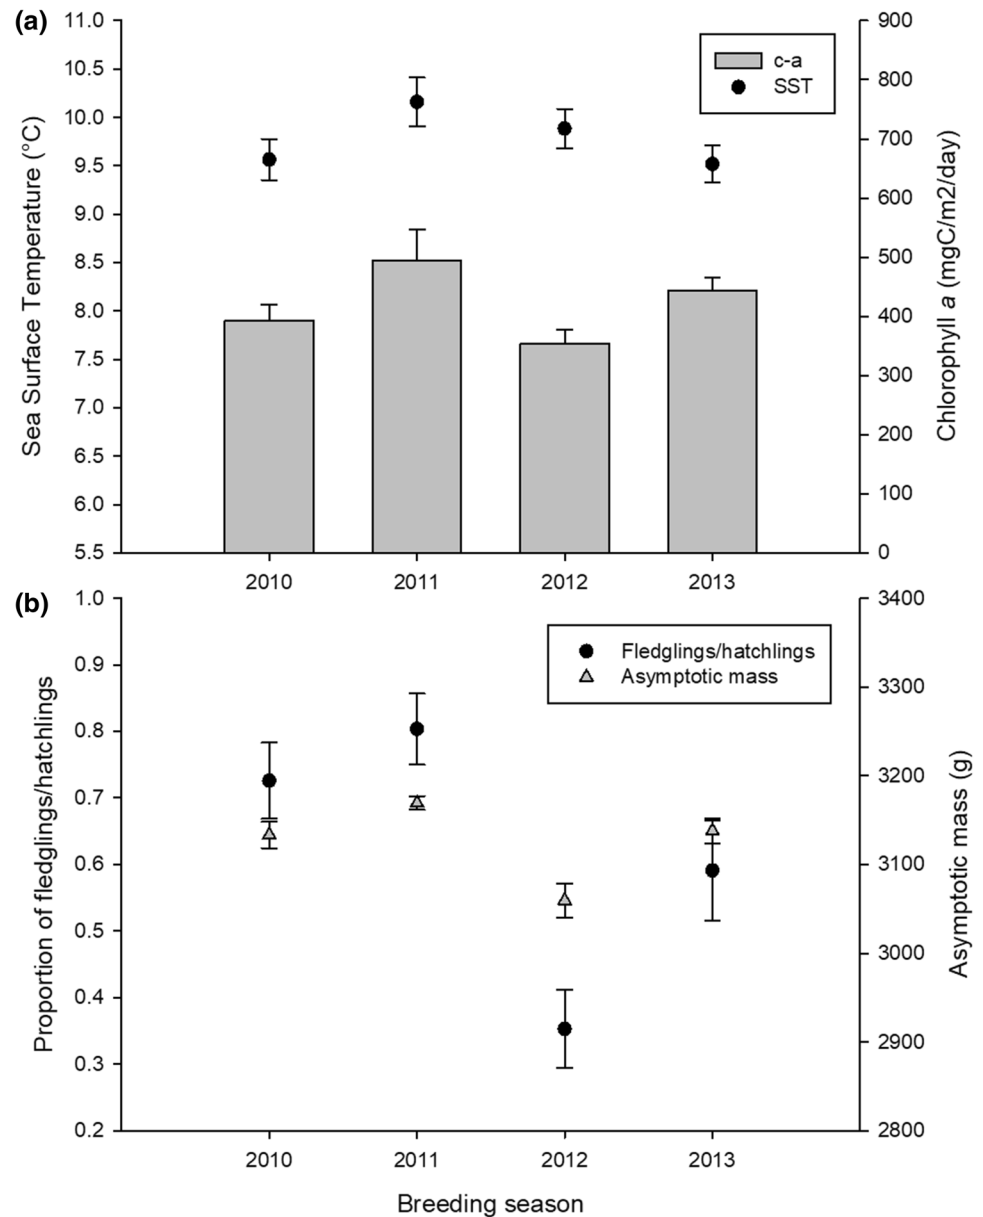 (a)
11.0
10.5
10.0
9.5
9.0
8.5
8.0
7.5
7.0
6.5
6.0
5.5
Sea Surface Temperature (°C)
900
800
700
600
500
400
300
200
100
0
Chlorophyll a (mgC/m2/day)
c-a
SST
2010 2011 2012 2013
(b)
1.0
0.9
0.8
0.7
0.6
0.5
0.4
0.3
0.2
Proportion of fledglings/hatchlings
3400
3300
3200
3100
3000
2900
2800
Asymptotic mass (g)
Fledglings/hatchlings
Asymptotic mass
2010 2011 2012 2013
Breeding season